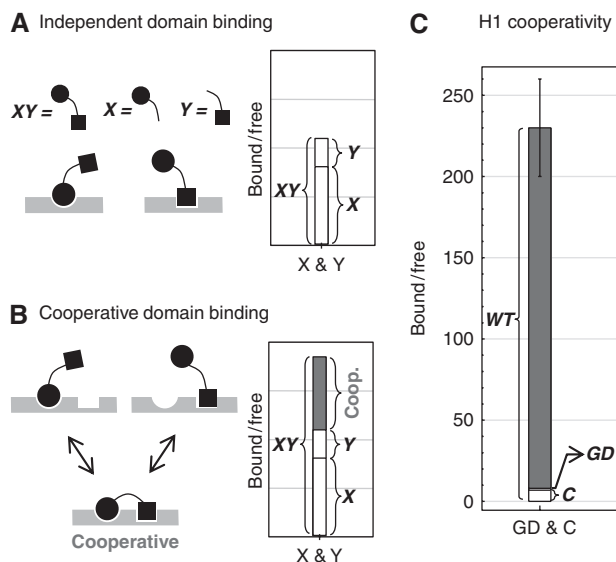 A Independent domain binding
XY = X = Y =
Bound/free
XY
Y
X
X & Y
B Cooperative domain binding
Cooperative
Bound/free
XY
Coop.
Y
X
X & Y
C H1 cooperativity
Bound/free
250
200
150
100
50
0
WT
GD
C
GD & C